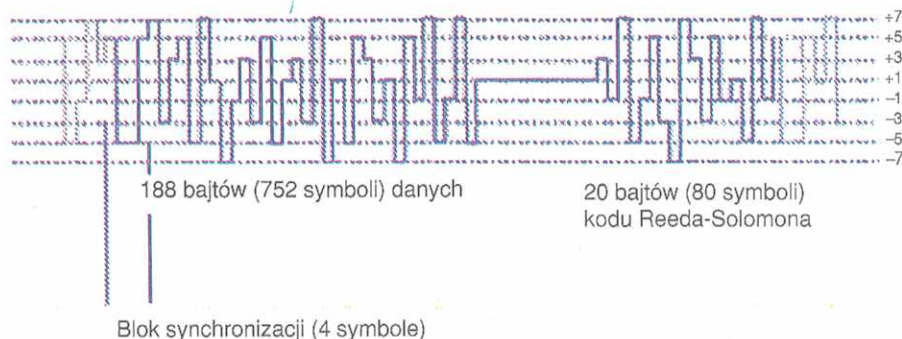 +7
+5
+3
+1
−1
−3
−5
−7
188 bajtów (752 symboli) danych
20 bajtów (80 symboli)
kodu Reeda-Solomona
Blok synchronizacji (4 symbole)